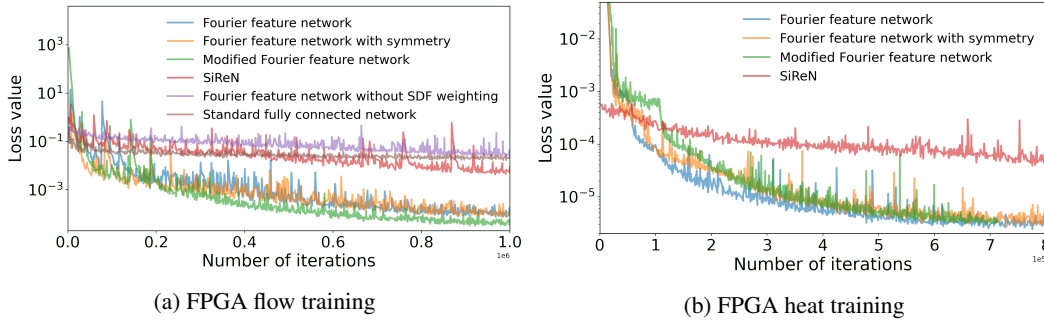 10³
10¹
10⁻¹
10⁻³
Loss value
Fourier feature network
Fourier feature network with symmetry
Modified Fourier feature network
SiReN
Fourier feature network without SDF weighting
Standard fully connected network
0.0 0.2 0.4 0.6 0.8 1.0
1e6
Number of iterations
(a) FPGA flow training
10⁻²
10⁻³
10⁻⁴
10⁻⁵
Loss value
Fourier feature network
Fourier feature network with symmetry
Modified Fourier feature network
SiReN
0 1 2 3 4 5 6 7 8
1e5
Number of iterations
(b) FPGA heat training